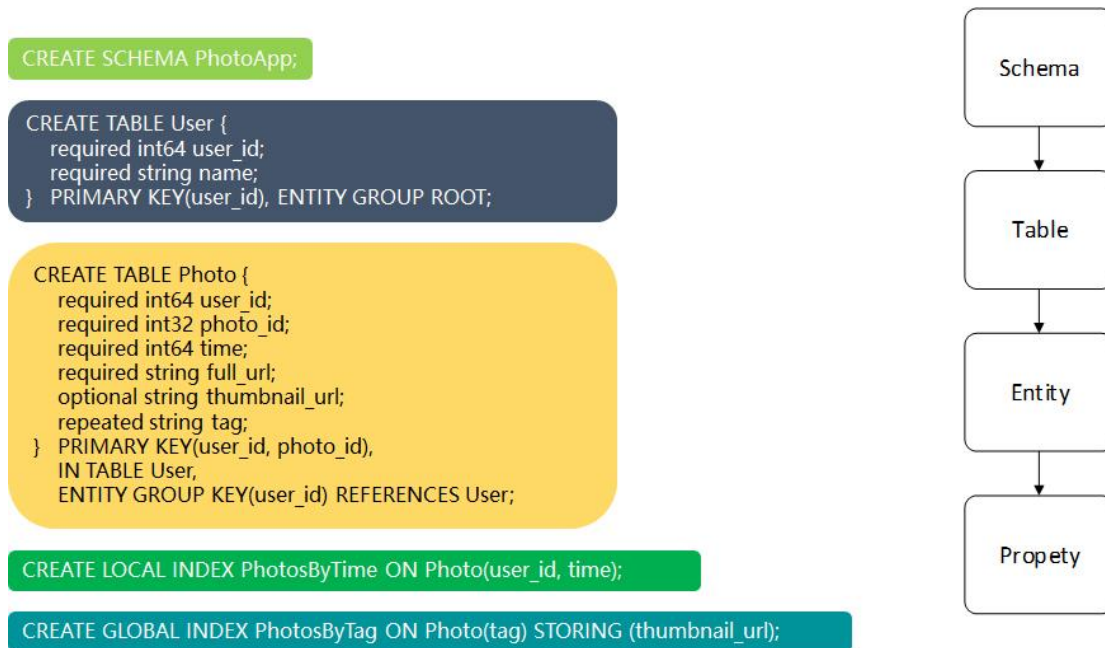 CREATE SCHEMA PhotoApp;
CREATE TABLE User {
required int64 user_id;
required string name;
} PRIMARY KEY(user_id), ENTITY GROUP ROOT;
CREATE TABLE Photo {
required int64 user_id;
required int32 photo_id;
required int64 time;
required string full_url;
optional string thumbnail_url;
repeated string tag;
} PRIMARY KEY(user_id, photo_id),
IN TABLE User,
ENTITY GROUP KEY(user_id) REFERENCES User;
CREATE LOCAL INDEX PhotosByTime ON Photo(user_id, time);
CREATE GLOBAL INDEX PhotosByTag ON Photo(tag) STORING (thumbnail_url);
Schema
Table
Entity
Propety